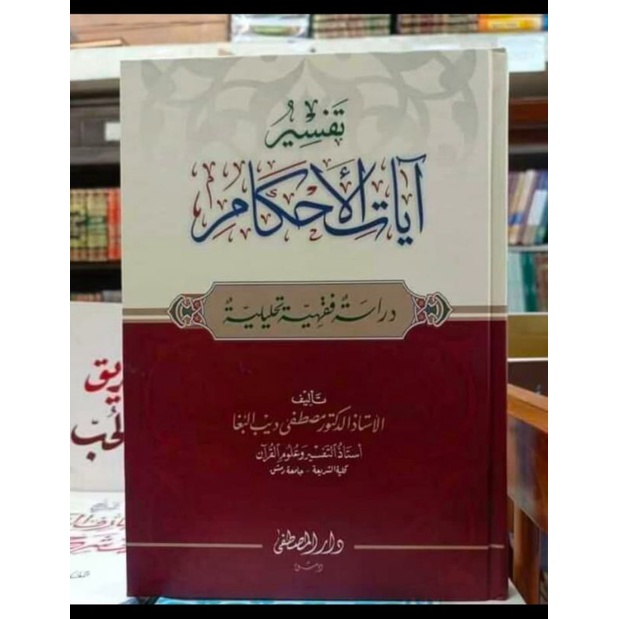 تفسير
آيات الأحكام
دراسة فقهية تحليلية
تأليف
الأستاذ الدكتور مصطفى ديب البغا
أستاذ التفسير وعلوم القرآن
كلية الشريعة - جامعة دمشق
دار المصطفى
دمشق